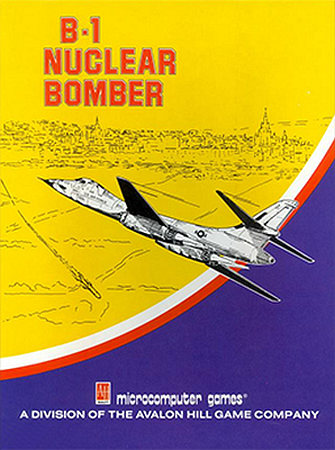 B-1
NUCLEAR
BOMBER
microcomputer games®
A DIVISION OF THE AVALON HILL GAME COMPANY